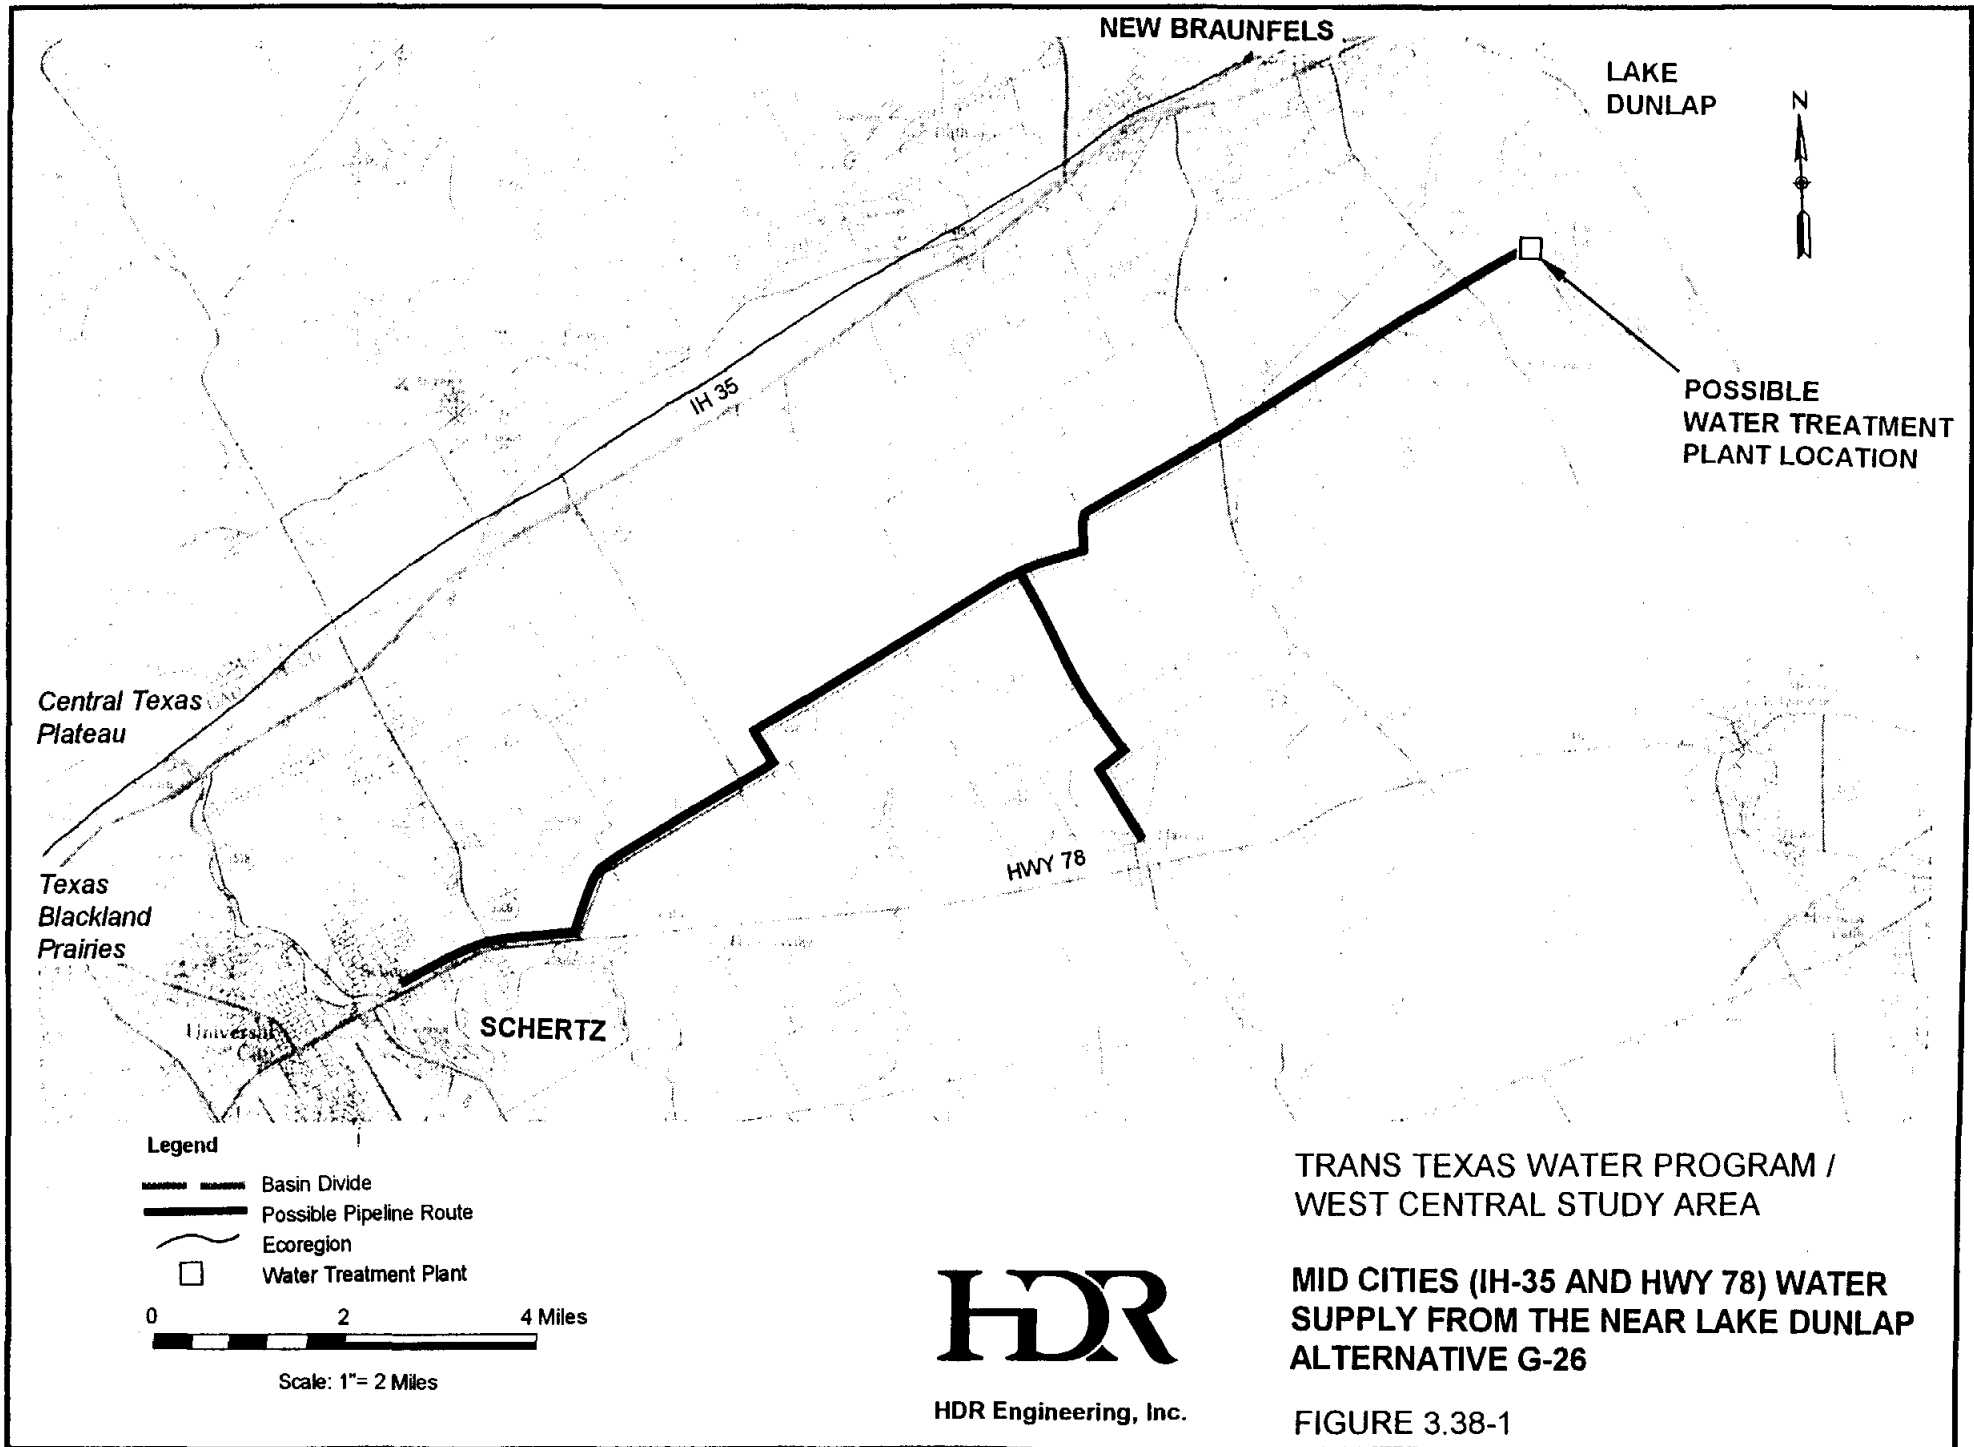 NEW BRAUNFELS
LAKE
DUNLAP
N
POSSIBLE
WATER TREATMENT
PLANT LOCATION
IH 35
Central Texas
Plateau
HWY 78
Texas
Blackland
Prairies
SCHERTZ
Legend
Basin Divide
Possible Pipeline Route
Ecoregion
Water Treatment Plant
0 2 4 Miles
Scale: 1"= 2 Miles
HDR
HDR Engineering, Inc.
TRANS TEXAS WATER PROGRAM /
WEST CENTRAL STUDY AREA
MID CITIES (IH-35 AND HWY 78) WATER
SUPPLY FROM THE NEAR LAKE DUNLAP
ALTERNATIVE G-26
FIGURE 3.38-1